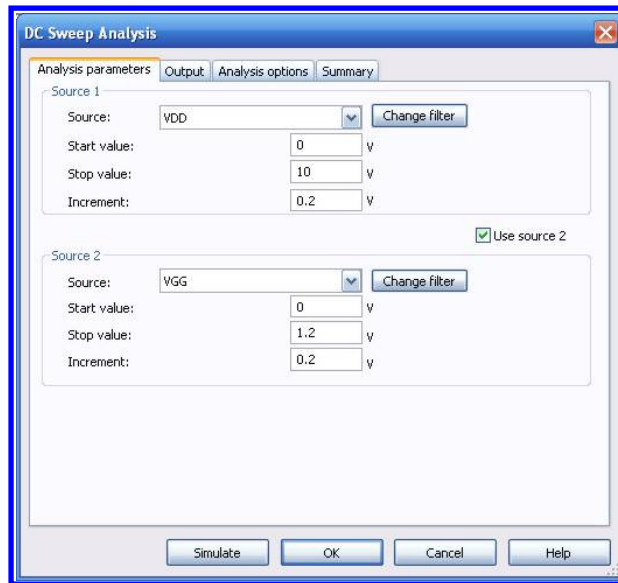 DC Sweep Analysis
Analysis parameters Output Analysis options Summary
Source 1
Source: VDD Change filter
Start value: 0 V
Stop value: 10 V
Increment: 0.2 V
Use source 2
Source 2
Source: VGG Change filter
Start value: 0 V
Stop value: 1.2 V
Increment: 0.2 V
Simulate OK Cancel Help